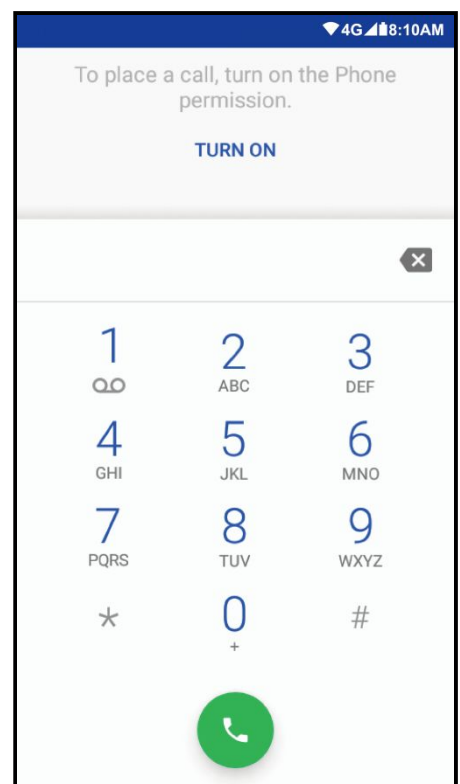 4G 8:10AM
To place a call, turn on the Phone
permission.
TURN ON
1 2 3
ABC DEF
4 5 6
GHI JKL MNO
7 8 9
PQRS TUV WXYZ
* 0 #
+